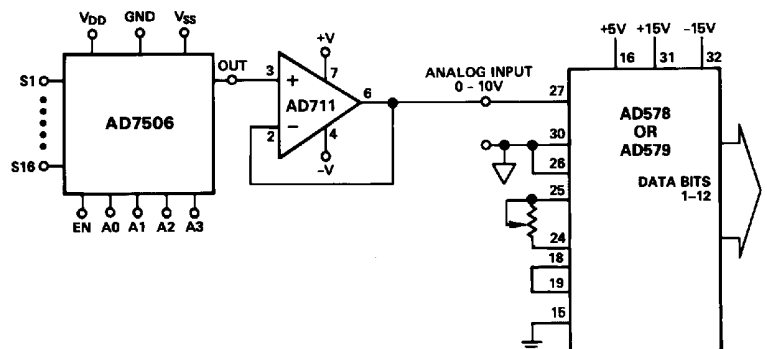 VDD GND VSS
OUT
S1
AD7506
S16
EN A0 A1 A2 A3
+V
3
7
+
AD711
6
–
2
4
–V
ANALOG INPUT
0 – 10V
+5V +15V –15V
16 31 32
27
AD578
OR
AD579
30
26
DATA BITS
1–12
25
24
18
19
15